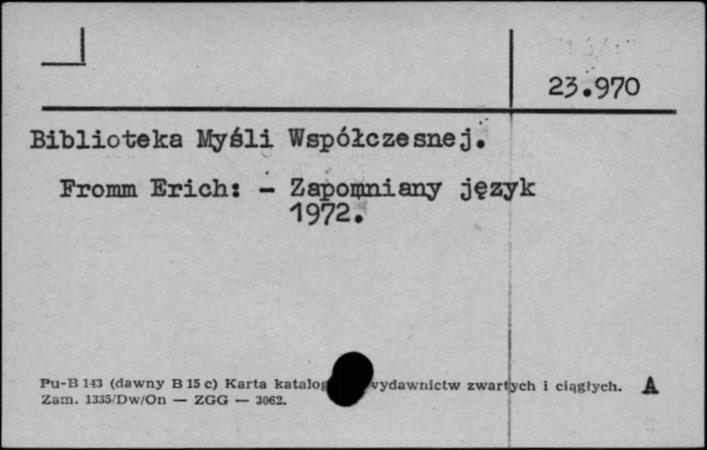 23.970
Biblioteka Myśli Współczesnej.
Fromm Erich: - Zapomniany język
1972.
Pu-B 143 (dawny B 15 c) Karta katalog wydawnictw zwartych i ciągłych. A
Zam. 1335/Dw/On — ZGG — 3062.